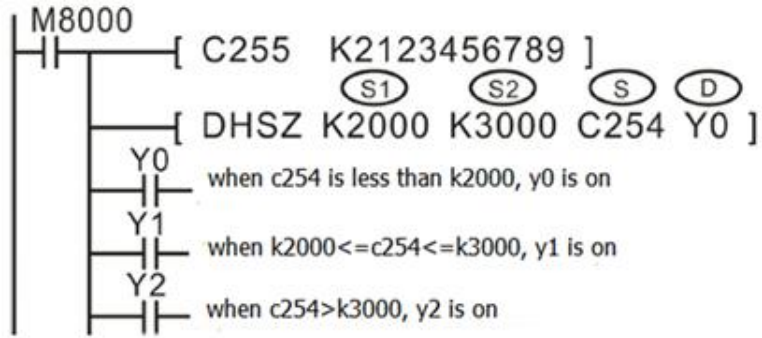 M8000
C255 K2123456789 ]
S1 S2 S D
[ DHSZ K2000 K3000 C254 Y0 ]
Y0
when c254 is less than k2000, y0 is on
Y1
when k2000<=c254<=k3000, y1 is on
Y2
when c254>k3000, y2 is on